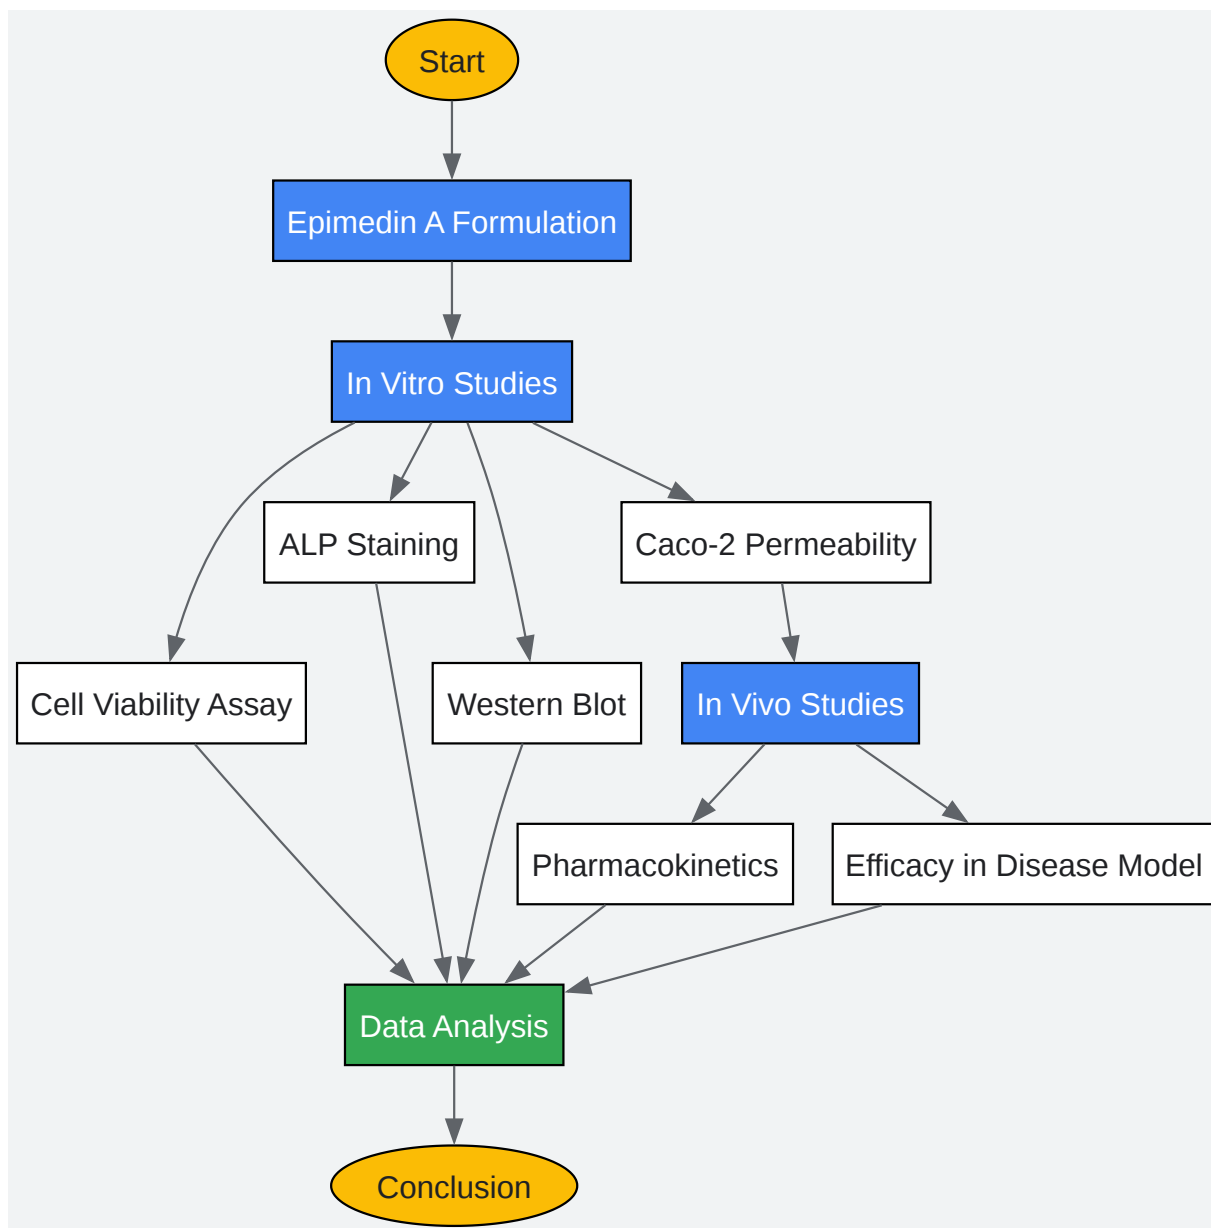 Start
Epimedin A Formulation
In Vitro Studies
ALP Staining
Caco-2 Permeability
Cell Viability Assay
Western Blot
In Vivo Studies
Pharmacokinetics
Efficacy in Disease Model
Data Analysis
Conclusion